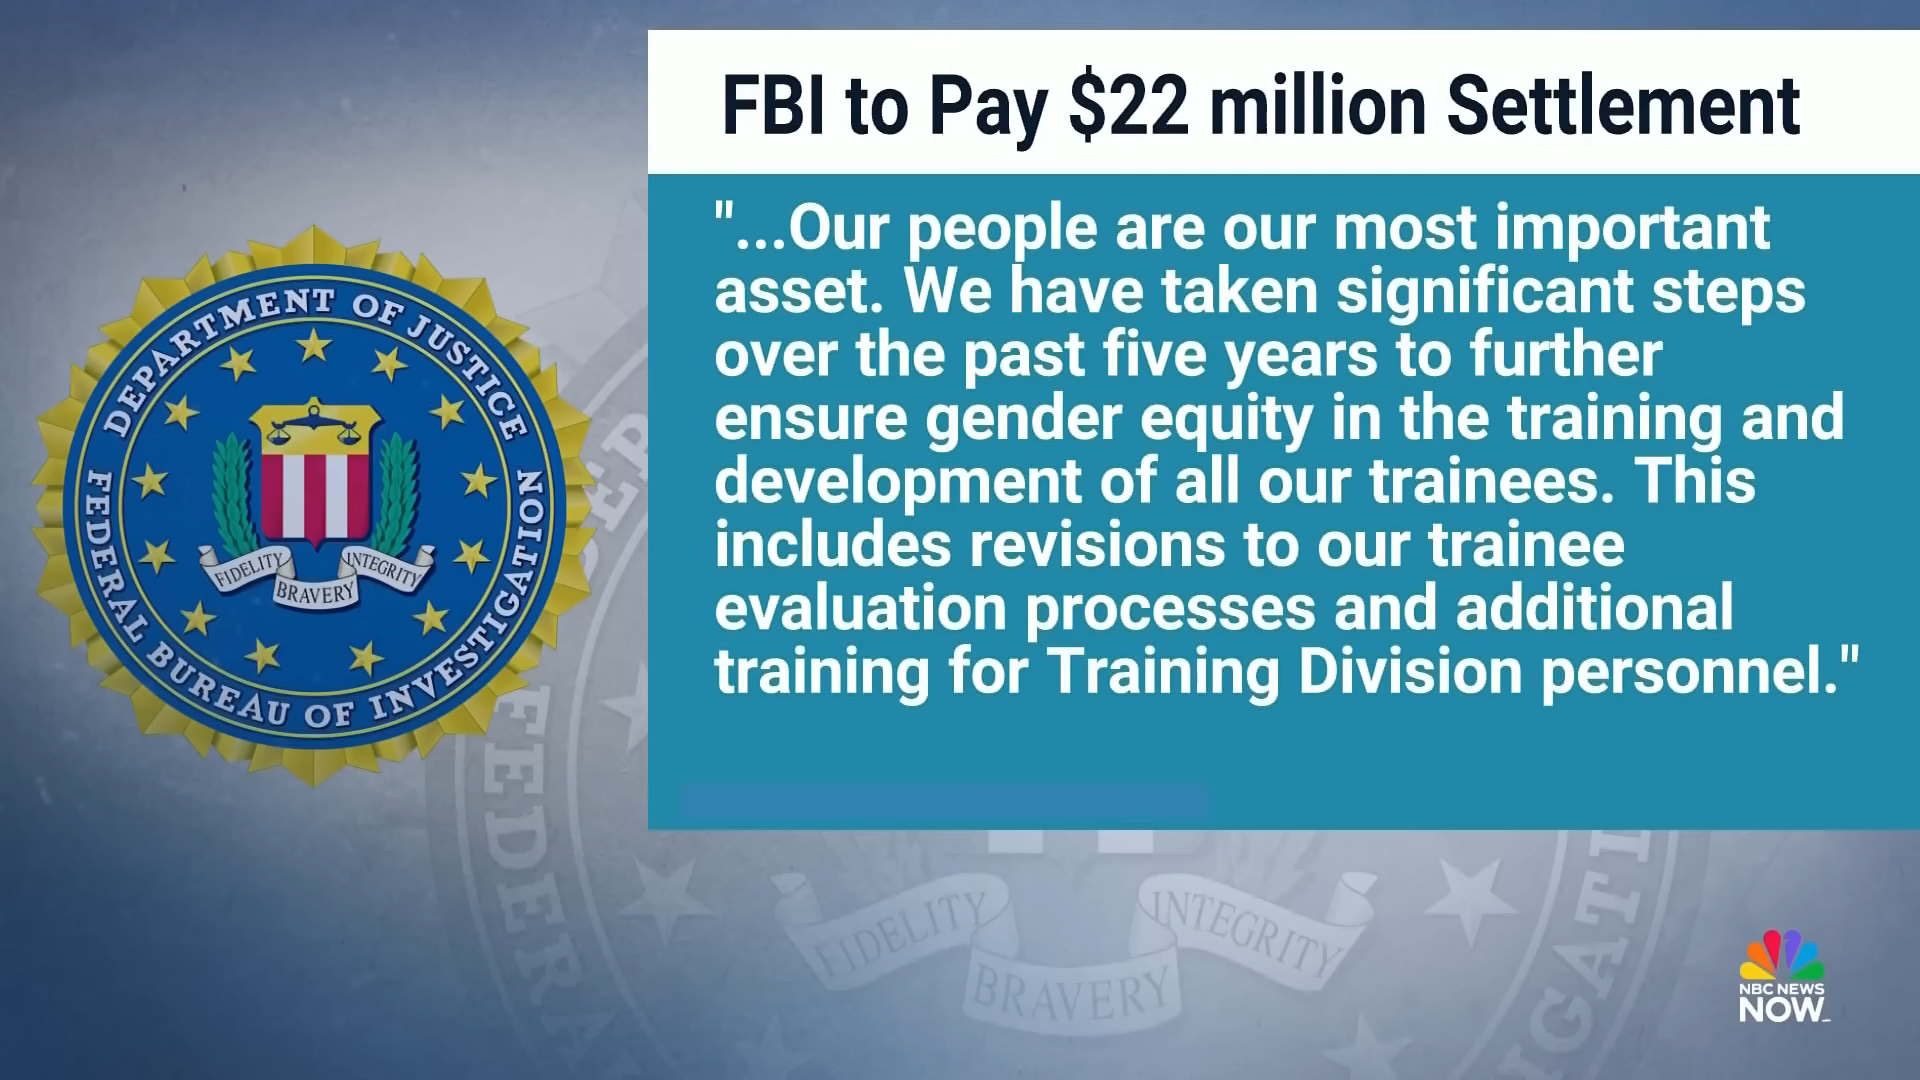 FBI to Pay $22 million Settlement
"...Our people are our most important
asset. We have taken significant steps
over the past five years to further
ensure gender equity in the training and
development of all our trainees. This
includes revisions to our trainee
evaluation processes and additional
training for Training Division personnel."
DEPARTMENT OF JUSTICE
FEDERAL BUREAU OF INVESTIGATION
FIDELITY
BRAVERY
INTEGRITY
FIDELITY
BRAVERY
INTEGRITY
NBC NEWS
NOW